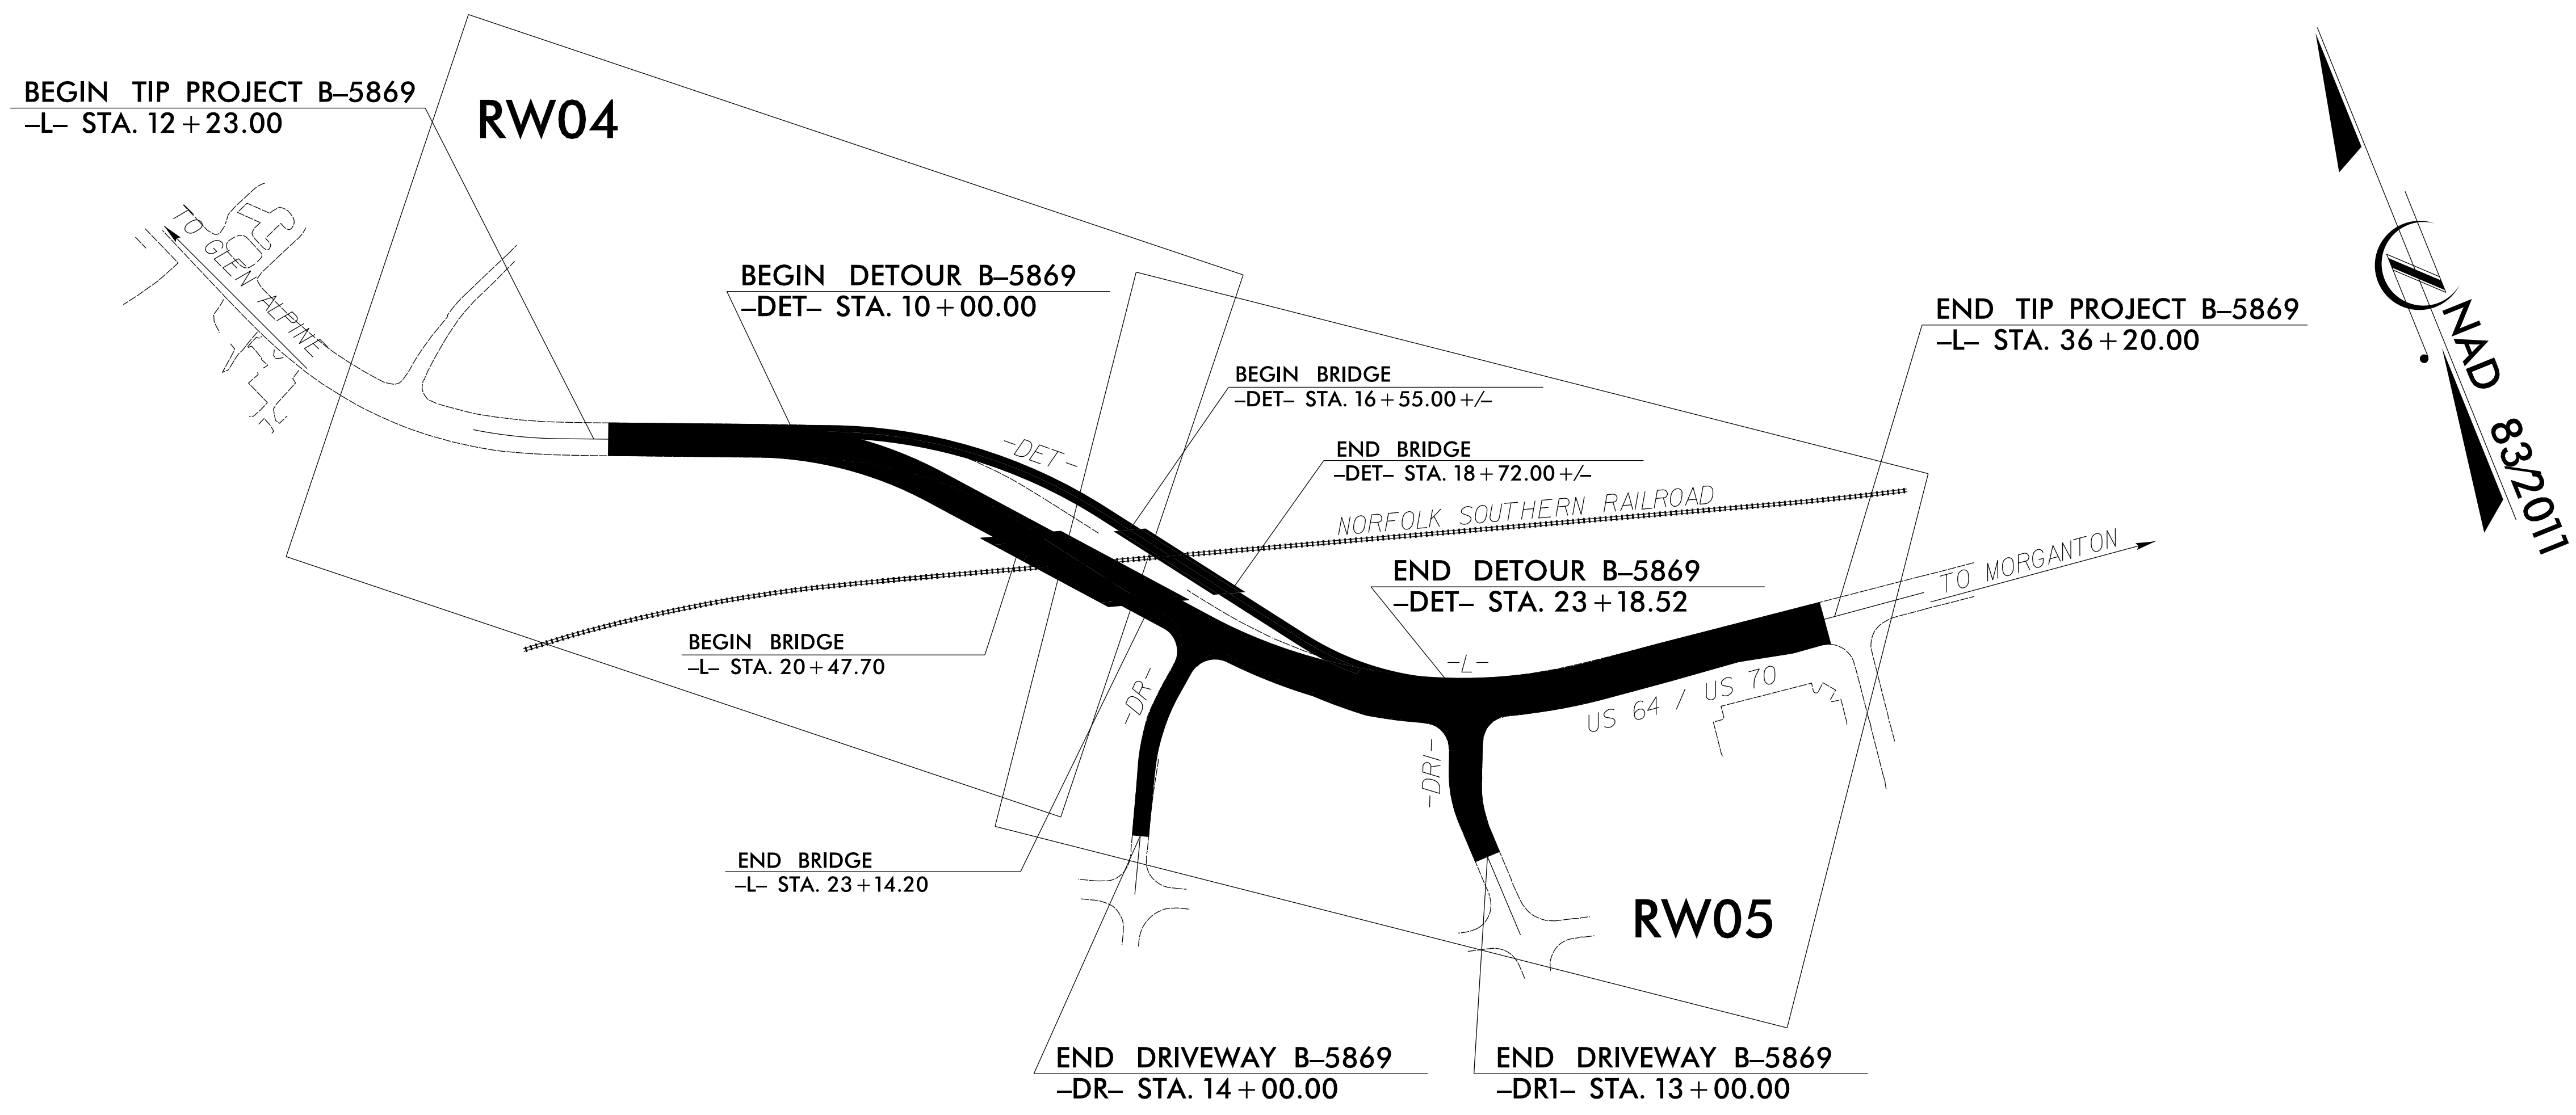 BEGIN TIP PROJECT B–5869
–L– STA. 12+23.00
RW04
TO GLEN ALPINE
BEGIN DETOUR B–5869
–DET– STA. 10+00.00
END TIP PROJECT B–5869
–L– STA. 36+20.00
NAD 83/2011
BEGIN BRIDGE
–DET– STA. 16+55.00 +/–
–DET–
END BRIDGE
–DET– STA. 18+72.00 +/–
NORFOLK SOUTHERN RAILROAD
TO MORGANTON
END DETOUR B–5869
–DET– STA. 23+18.52
BEGIN BRIDGE
–L– STA. 20+47.70
–L–
US 64 / US 70
–DR–
–DR1–
END BRIDGE
–L– STA. 23+14.20
RW05
END DRIVEWAY B–5869
–DR– STA. 14+00.00
END DRIVEWAY B–5869
–DR1– STA. 13+00.00